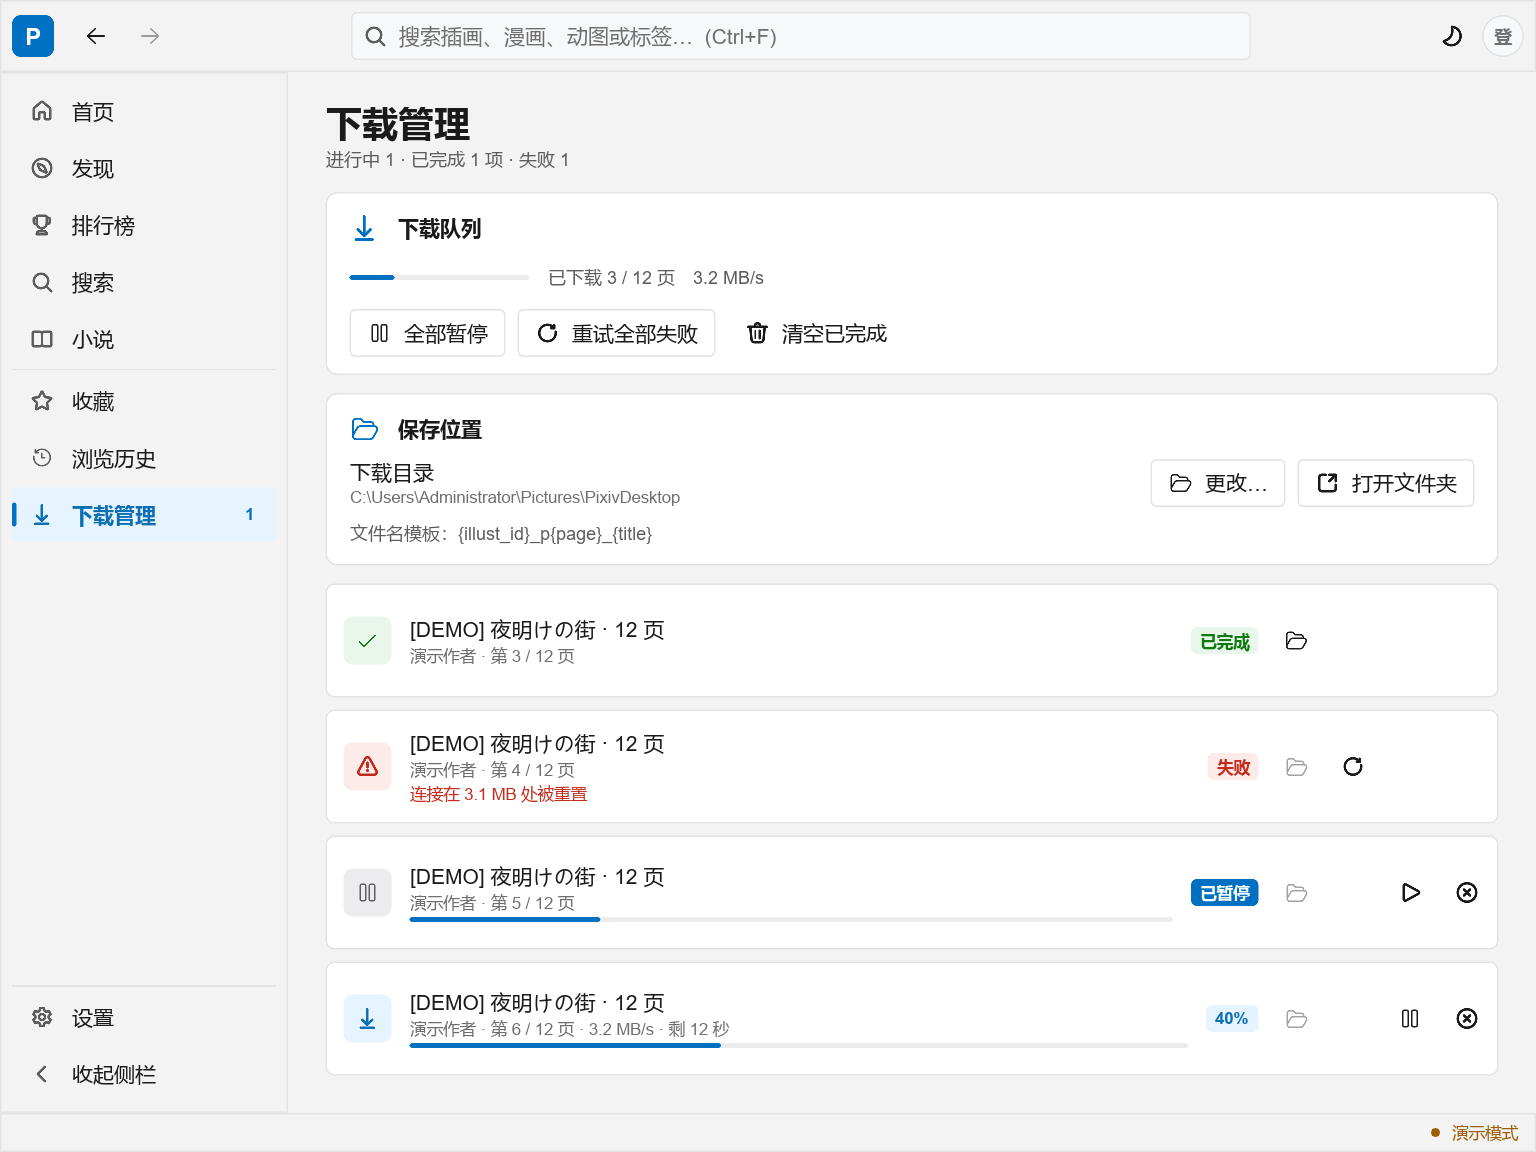 P
搜索插画、漫画、动图或标签… (Ctrl+F)
登
首页
发现
排行榜
搜索
小说
收藏
浏览历史
下载管理 1
设置
收起侧栏
下载管理
进行中 1 · 已完成 1 项 · 失败 1
下载队列
已下载 3 / 12 页 3.2 MB/s
全部暂停 重试全部失败 清空已完成
保存位置
下载目录
C:\Users\Administrator\Pictures\PixivDesktop
更改… 打开文件夹
文件名模板：{illust_id}_p{page}_{title}
[DEMO] 夜明けの街 · 12 页
演示作者 · 第 3 / 12 页
已完成
[DEMO] 夜明けの街 · 12 页
演示作者 · 第 4 / 12 页
连接在 3.1 MB 处被重置
失败
[DEMO] 夜明けの街 · 12 页
演示作者 · 第 5 / 12 页
已暂停
[DEMO] 夜明けの街 · 12 页
演示作者 · 第 6 / 12 页 · 3.2 MB/s · 剩 12 秒
40%
演示模式